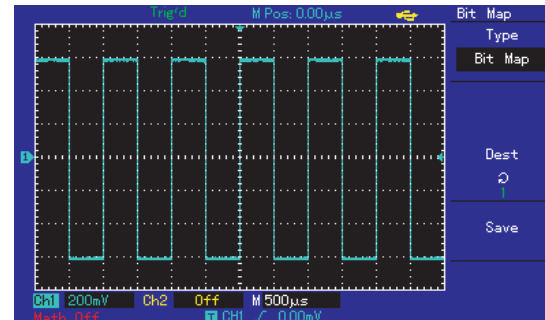 Trig'd M Pos: 0.00µs Bit Map
Type
Bit Map
1
Dest
1
Save
Ch1 200mV Ch2 Off M 500µs
Math Off T CH1 / 0.00mV